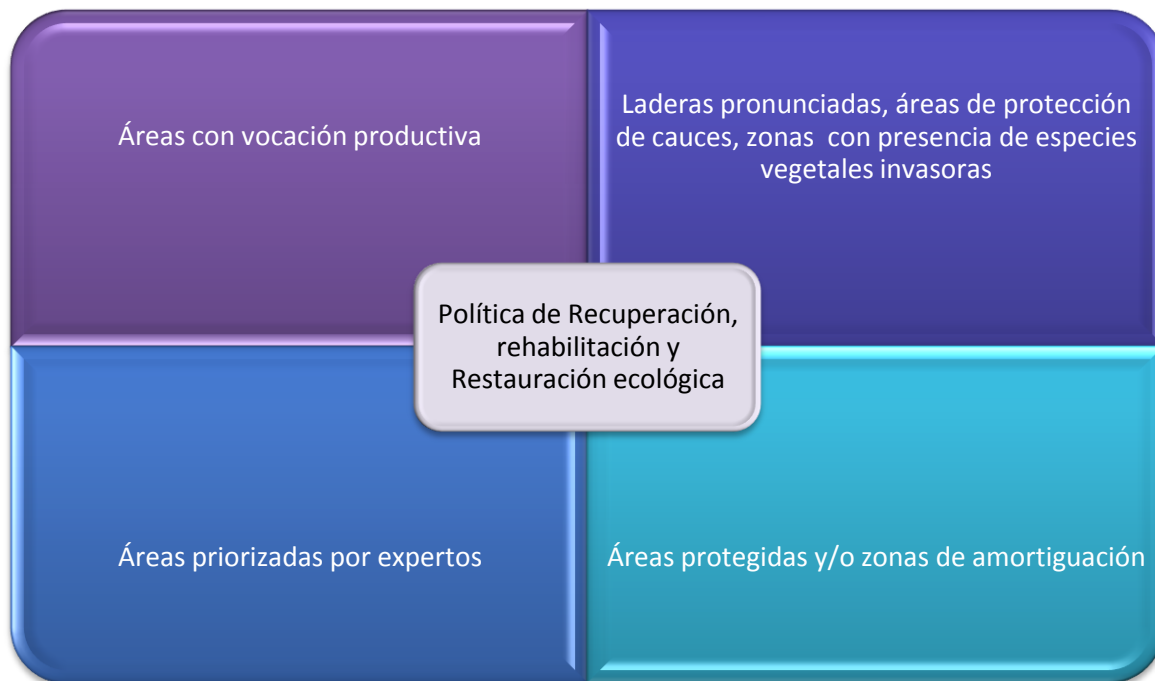 Áreas con vocación productiva
Laderas pronunciadas, áreas de protección
de cauces, zonas con presencia de especies
vegetales invasoras
Política de Recuperación,
rehabilitación y
Restauración ecológica
Áreas priorizadas por expertos
Áreas protegidas y/o zonas de amortiguación